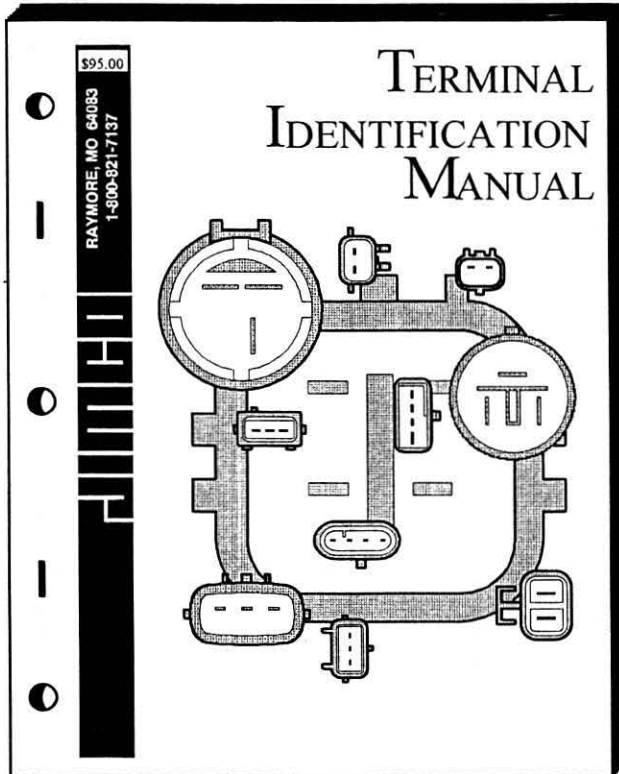 $95.00
RAYMORE, MO 64083
1-800-821-7137
TERMINAL
IDENTIFICATION
MANUAL